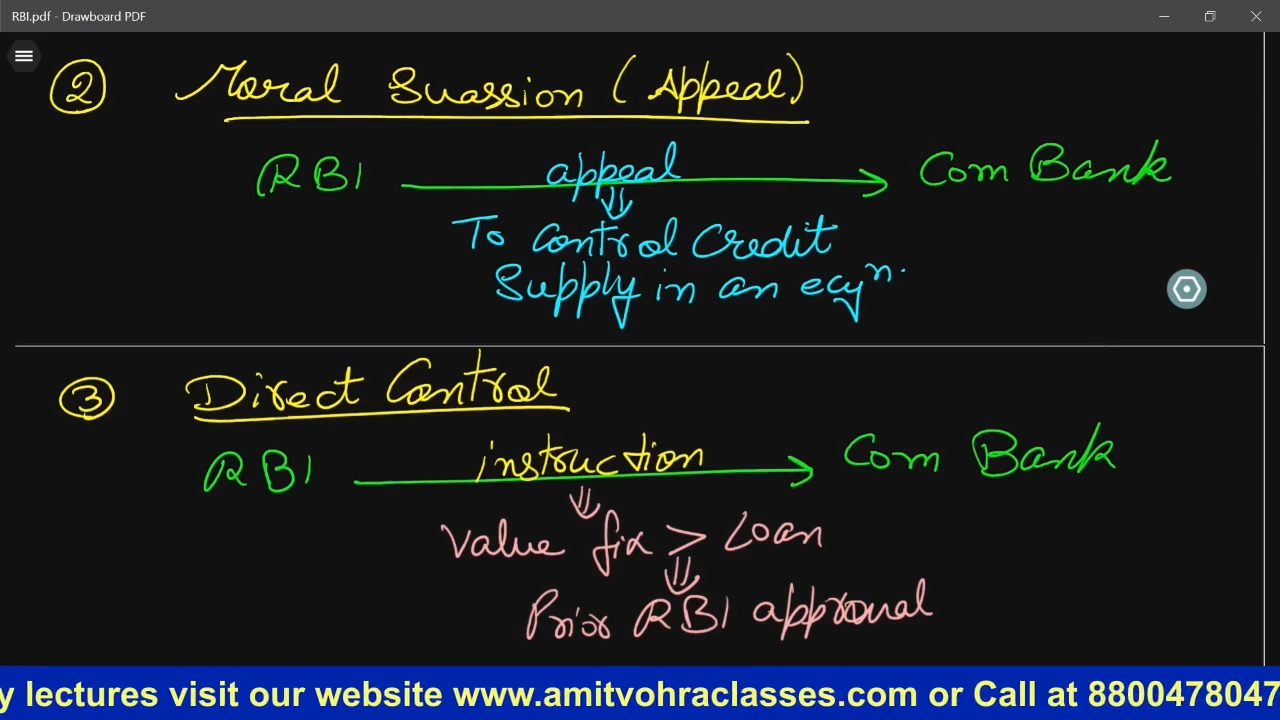 RBI.pdf - Drawboard PDF
② Moral Suassion (Appeal)
RBI appeal Com Bank
To Control Credit
Supply in an ecyⁿ.
③ Direct Control
RBI instruction Com Bank
Value fix > Loan
Prior RBI approval
y lectures visit our website www.amitvohraclasses.com or Call at 8800478047